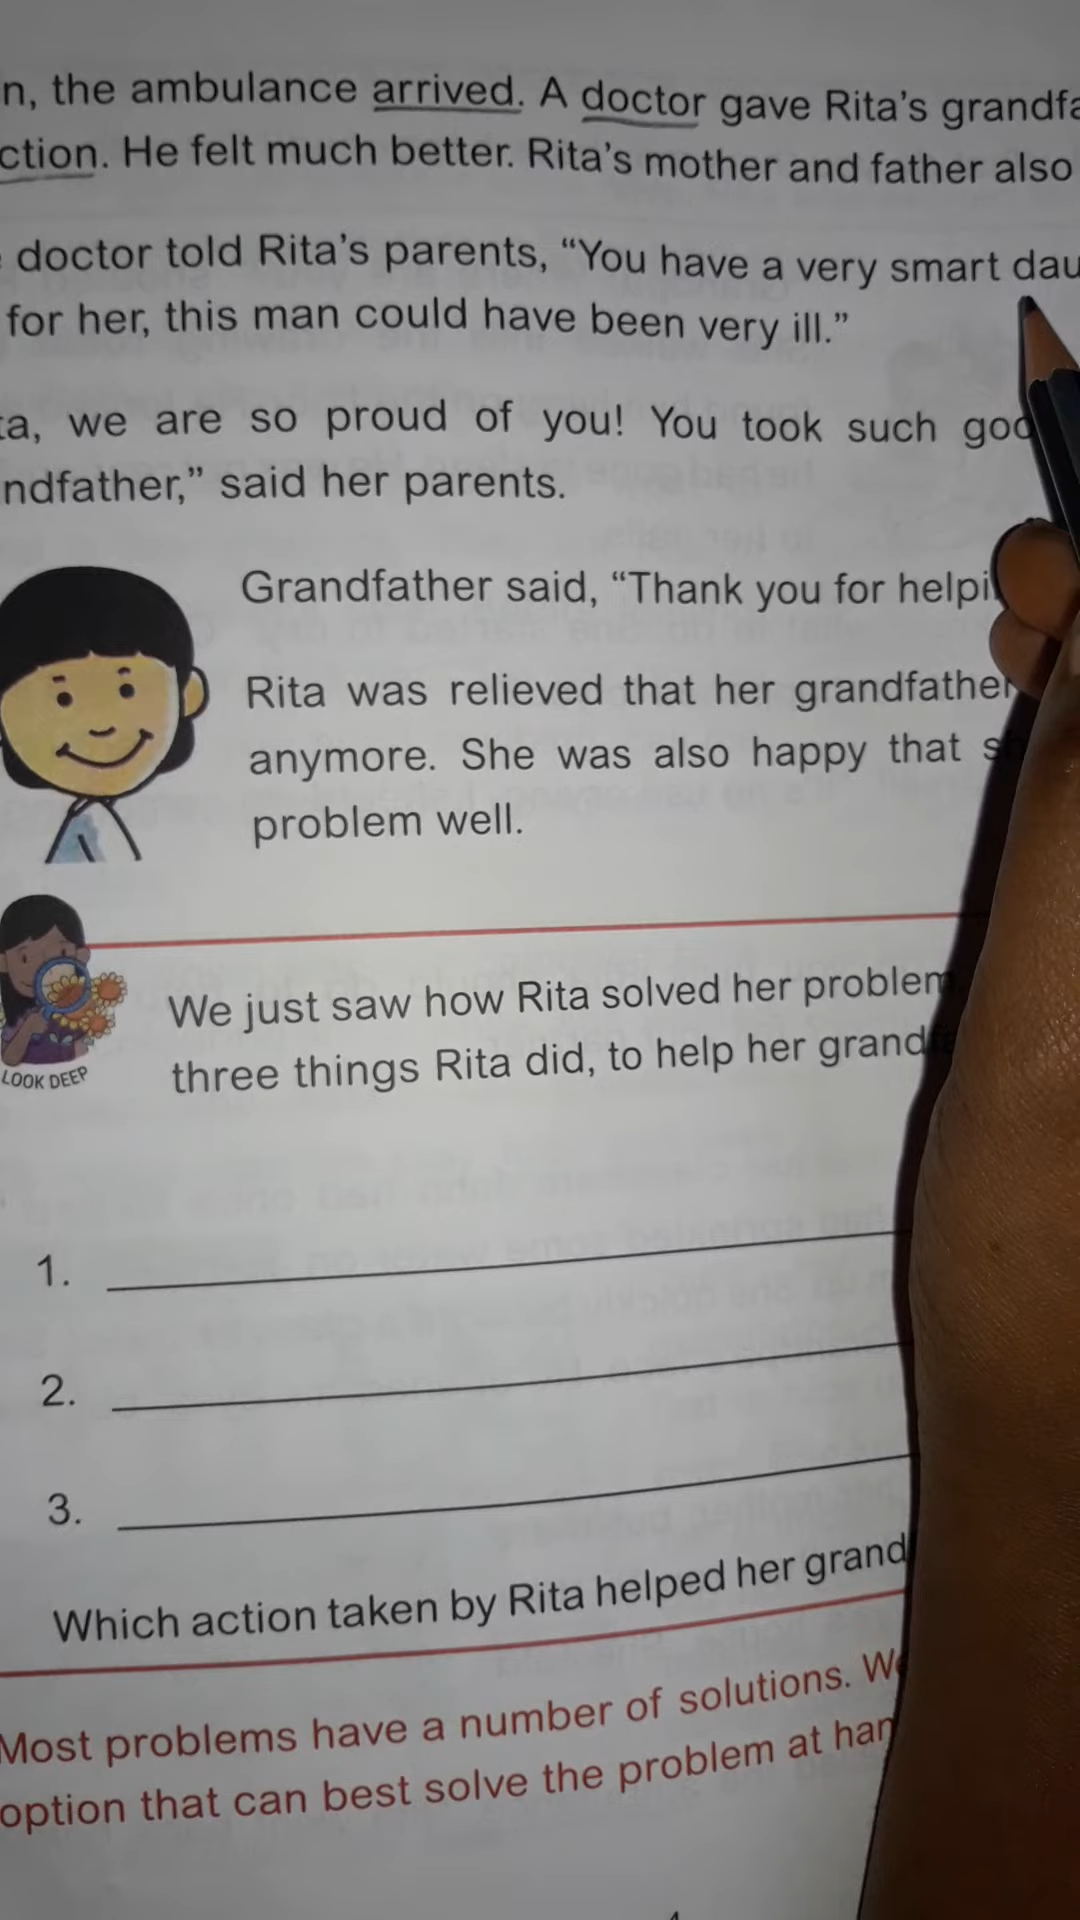 n, the ambulance arrived. A doctor gave Rita's grandfa
ction. He felt much better. Rita's mother and father also
doctor told Rita's parents, "You have a very smart dau
for her, this man could have been very ill."
ta, we are so proud of you! You took such goo
ndfather," said her parents.
Grandfather said, "Thank you for helpi
Rita was relieved that her grandfather
anymore. She was also happy that
problem well.
We just saw how Rita solved her problem
three things Rita did, to help her grand
LOOK DEEP
1.
2.
3.
Which action taken by Rita helped her grand
Most problems have a number of solutions. We
option that can best solve the problem at han